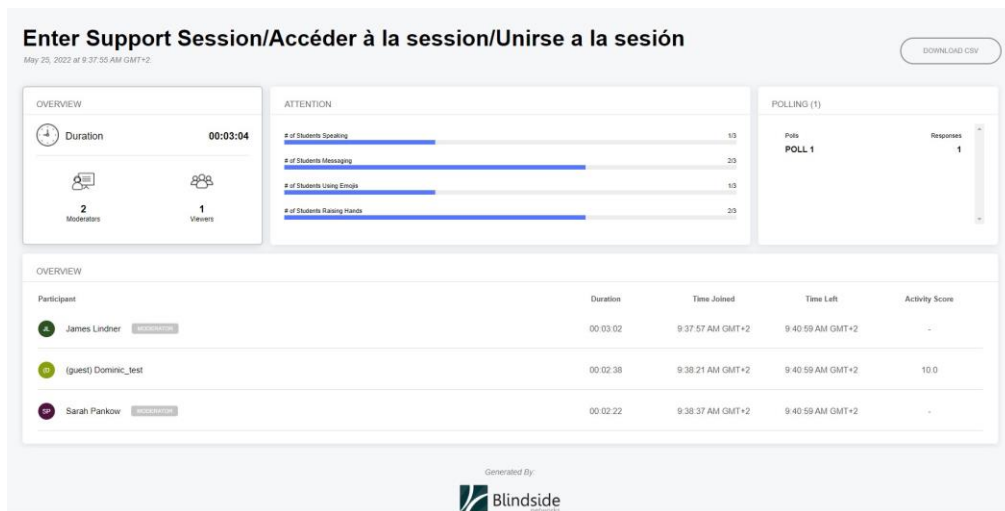 Enter Support Session/Accéder à la session/Unirse a la sesión
May 25, 2022 at 9:37:55 AM GMT+2
DOWNLOAD CSV
OVERVIEW
Duration 00:03:04
2 1
Moderators Viewers
ATTENTION
# of Students Speaking 1/3
# of Students Messaging 2/3
# of Students Using Emojis 1/3
# of Students Raising Hands 2/3
POLLING (1)
Polls Responses
POLL 1 1
OVERVIEW
Participant Duration Time Joined Time Left Activity Score
JL James Lindner MODERATOR 00:03:02 9:37:57 AM GMT+2 9:40:59 AM GMT+2 -
(guest) Dominic_test 00:02:38 9:38:21 AM GMT+2 9:40:59 AM GMT+2 10.0
SP Sarah Pankow MODERATOR 00:02:22 9:38:37 AM GMT+2 9:40:59 AM GMT+2 -
Generated By:
Blindside
networks